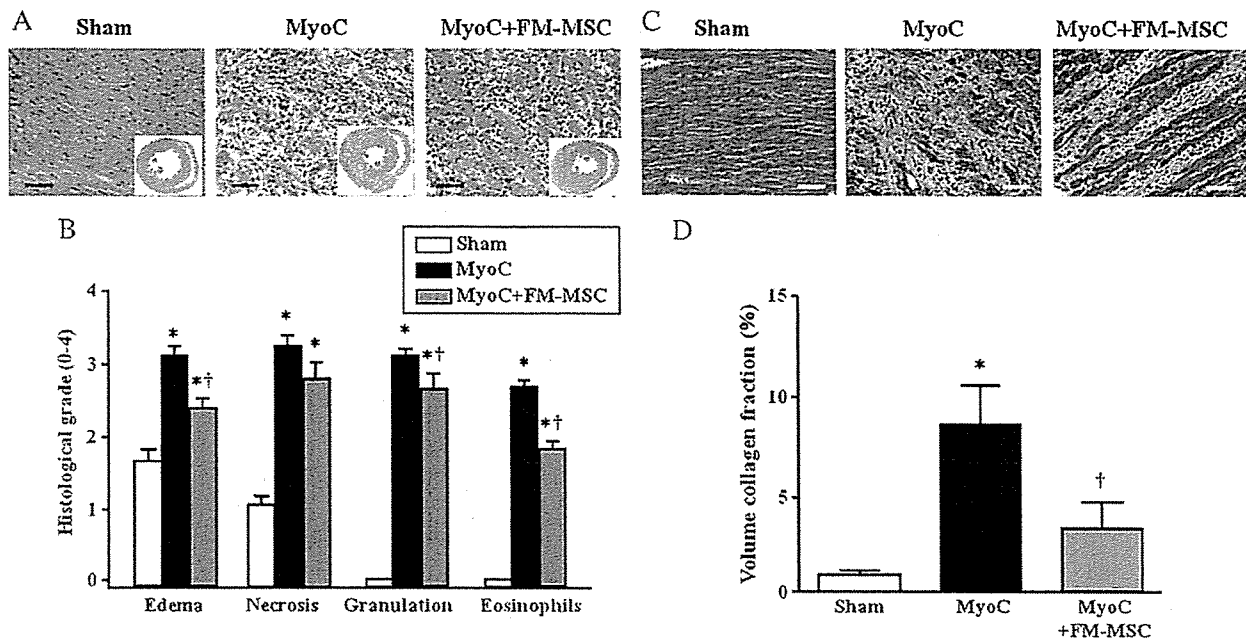 A
Sham
MyoC
MyoC+FM-MSC
C
Sham
MyoC
MyoC+FM-MSC
B
Sham
MyoC
MyoC+FM-MSC
Histological grade (0-4)
4
3
2
1
0
*
*†
*
*
*
*†
*
*†
Edema
Necrosis
Granulation
Eosinophils
D
Volume collagen fraction (%)
15
10
5
0
*
†
Sham
MyoC
MyoC
+FM-MSC